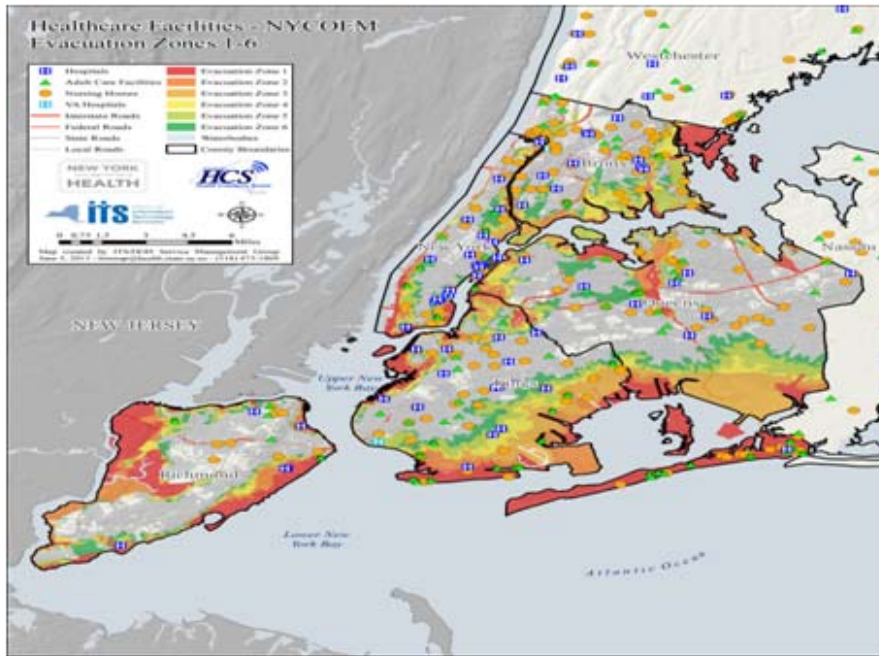 Healthcare Facilities - NYCOEM
Evacuation Zones 1-6
Hospitals
Adult Care Facilities
Nursing Homes
VA Hospitals
Interstate Roads
Federal Roads
State Roads
Local Roads
Evacuation Zone 1
Evacuation Zone 2
Evacuation Zone 3
Evacuation Zone 4
Evacuation Zone 5
Evacuation Zone 6
Waterbodies
County Boundaries
NEW YORK
HEALTH
HCS
ITS
Miles
Westchester
Bronx
New York
Nassau
Queens
Kings
NEW JERSEY
Upper New
York Bay
Richmond
Lower New
York Bay
Atlantic Ocean